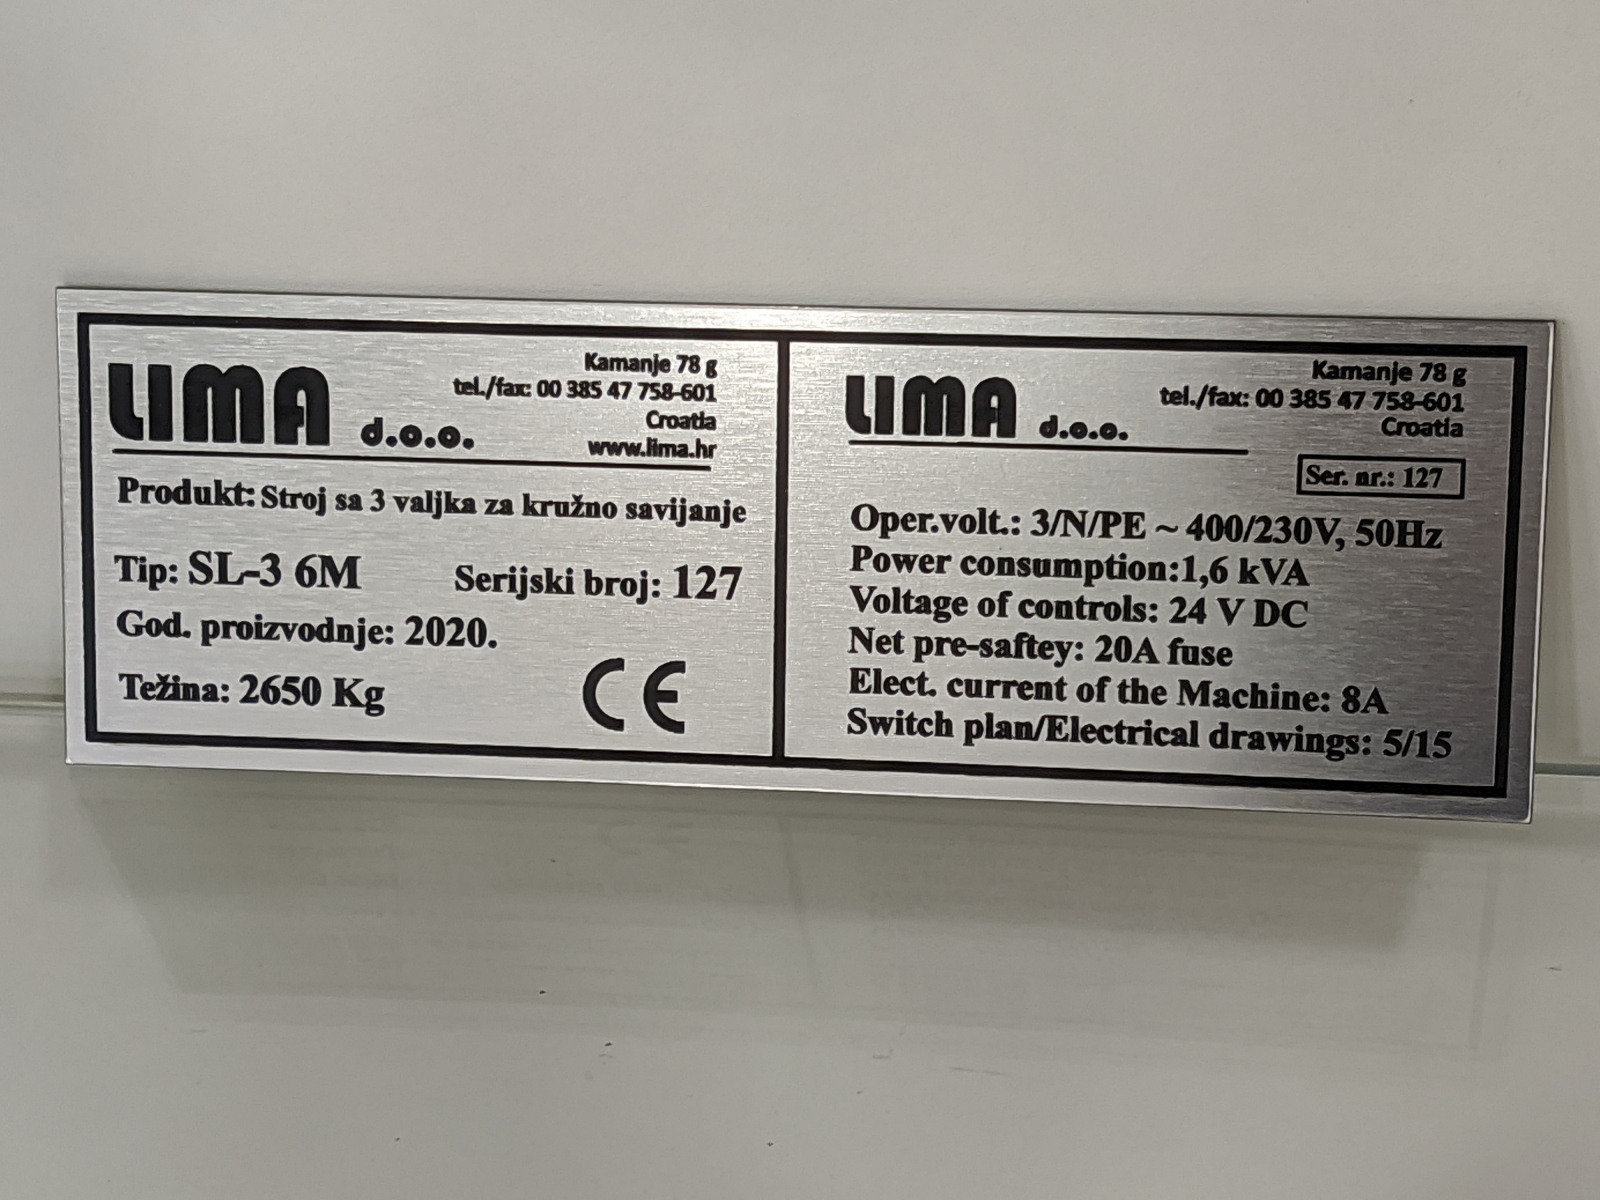 LIMA d.o.o.
Kamanje 78 g
tel./fax: 00 385 47 758-601
Croatia
www.lima.hr
Produkt: Stroj sa 3 valjka za kružno savijanje
Tip: SL-3 6M Serijski broj: 127
God. proizvodnje: 2020.
Težina: 2650 Kg
CE
LIMA d.o.o.
Kamanje 78 g
tel./fax: 00 385 47 758-601
Croatia
Ser. nr.: 127
Oper.volt.: 3/N/PE ~ 400/230V, 50Hz
Power consumption:1,6 kVA
Voltage of controls: 24 V DC
Net pre-saftey: 20A fuse
Elect. current of the Machine: 8A
Switch plan/Electrical drawings: 5/15